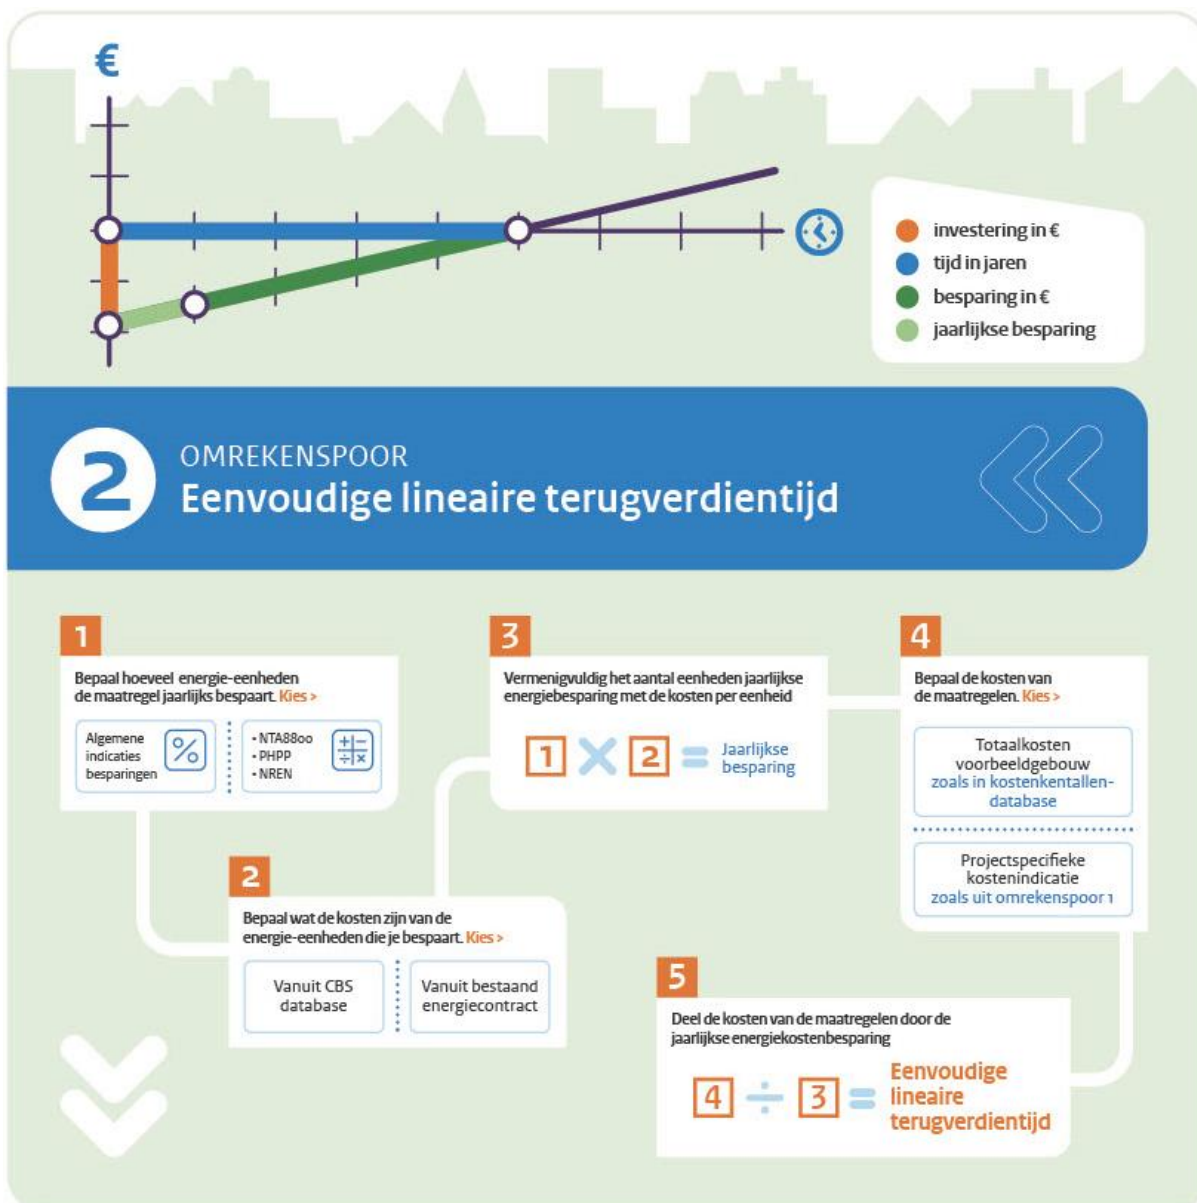 €
investering in €
tijd in jaren
besparing in €
jaarlijkse besparing
2
OMREKENSPOOR
Eenvoudige lineaire terugverdientijd
1
Bepaal hoeveel energie-eenheden
de maatregel jaarlijks bespaart. Kies >
Algemene
indicaties
besparingen
%
• NTA8800
• PHPP
• NREN
+ −
÷ ×
2
Bepaal wat de kosten zijn van de
energie-eenheden die je bespaart. Kies >
Vanuit CBS
database
Vanuit bestaand
energiecontract
3
Vermenigvuldig het aantal eenheden jaarlijkse
energiebesparing met de kosten per eenheid
1 × 2 = Jaarlijkse
besparing
4
Bepaal de kosten van
de maatregelen. Kies >
Totaalkosten
voorbeeldgebouw
zoals in kostenkentallen-
database
Projectspecifieke
kostenindicatie
zoals uit omrekenspoor 1
5
Deel de kosten van de maatregelen door de
jaarlijkse energiekostenbesparing
4 ÷ 3 = Eenvoudige
lineaire
terugverdientijd